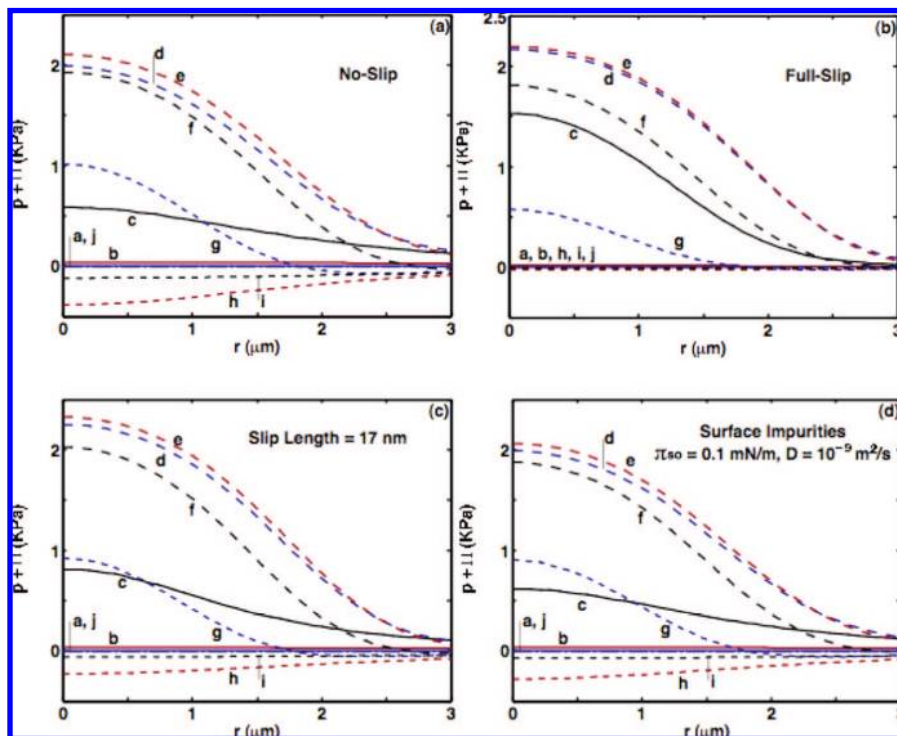 (a)
No-Slip
p + Π (KPa)
2
1
0
d
e
f
c
a, j
b
g
h
i
0
1
2
3
r (μm)
(b)
Full-Slip
p + Π (KPa)
2.5
2
1
0
e
d
f
c
g
a, b, h, i, j
0
1
2
3
r (μm)
(c)
Slip Length = 17 nm
p + Π (KPa)
2
1
0
e
d
f
c
a, j
b
g
h
i
0
1
2
3
r (μm)
(d)
Surface Impurities
πso = 0.1 mN/m, D = 10⁻⁹ m²/s
p + Π (KPa)
2
1
0
d
e
f
c
a, j
b
g
h
i
0
1
2
3
r (μm)